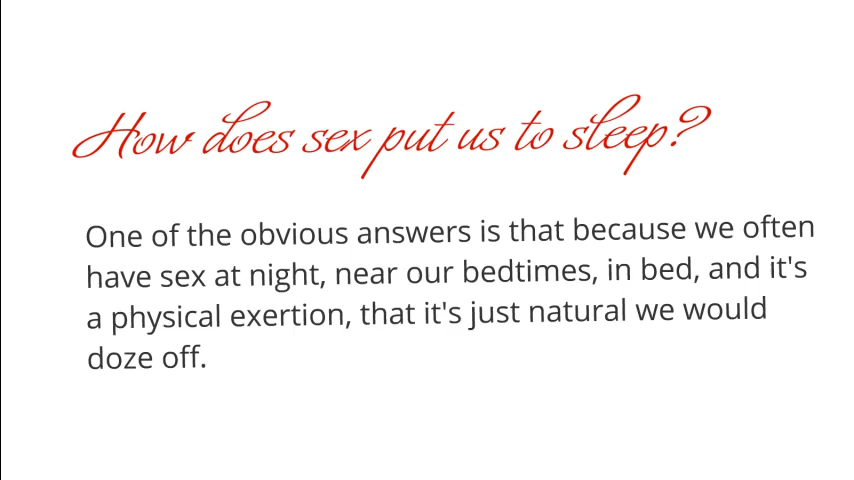 How does sex put us to sleep?
One of the obvious answers is that because we often
have sex at night, near our bedtimes, in bed, and it's
a physical exertion, that it's just natural we would
doze off.